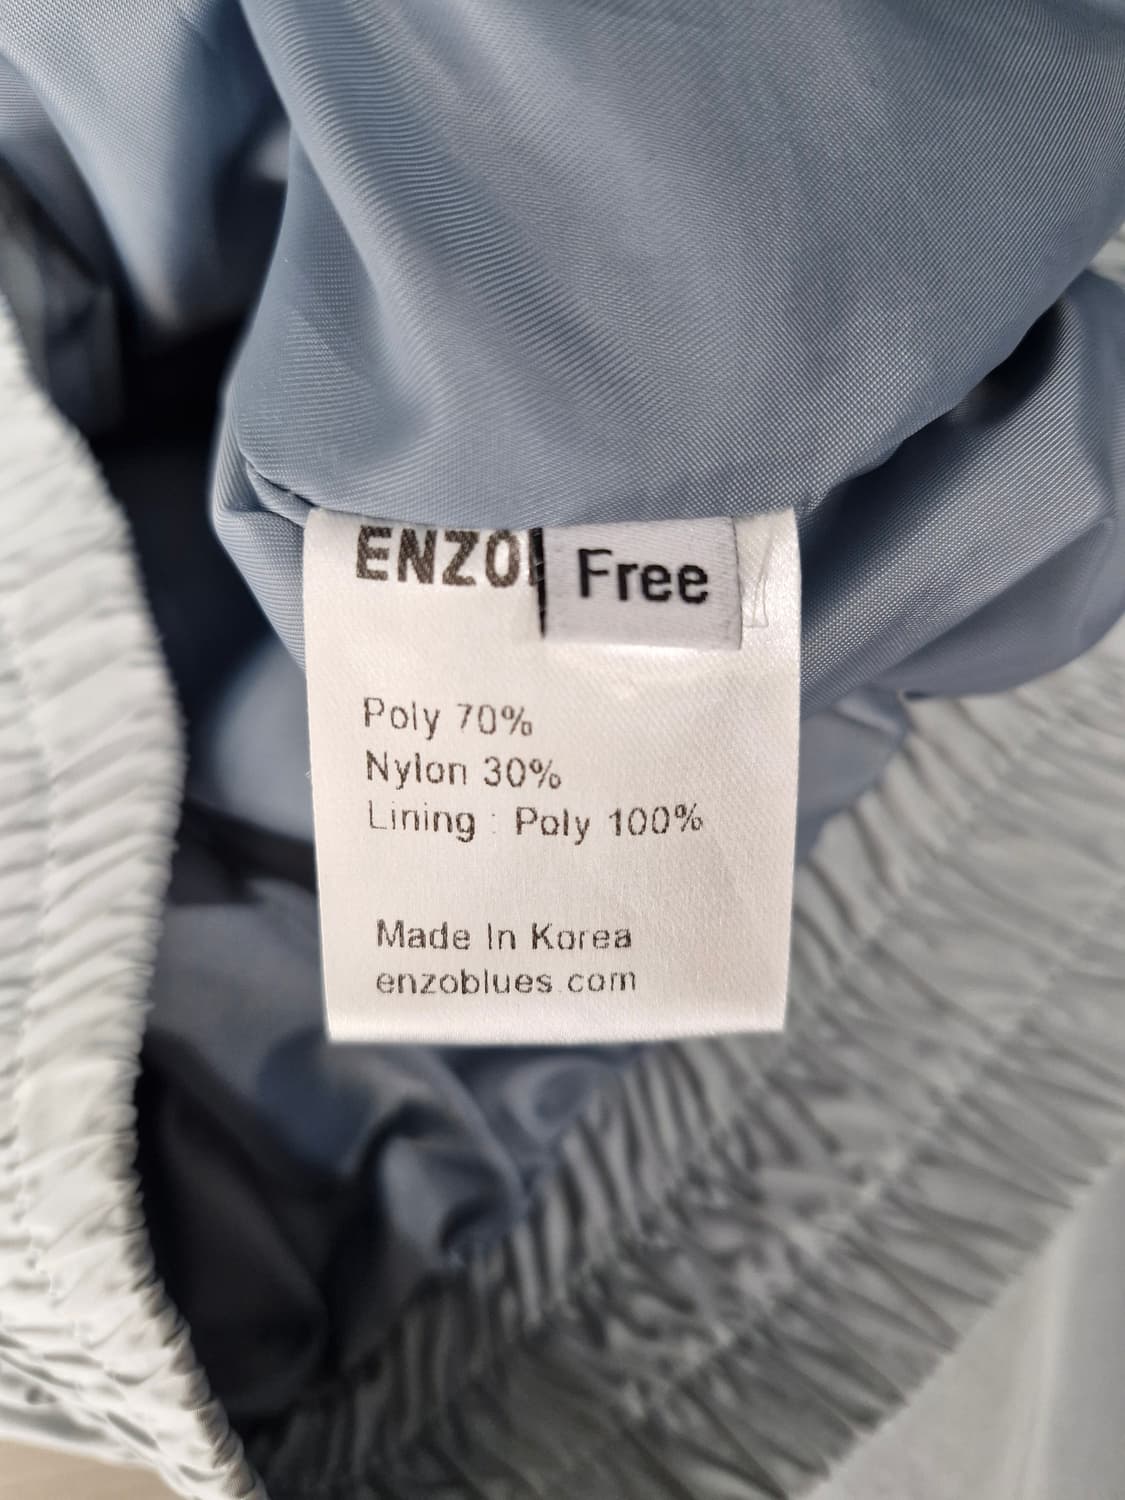 ENZO
Free
Poly 70%
Nylon 30%
Lining : Poly 100%
Made In Korea
enzoblues.com